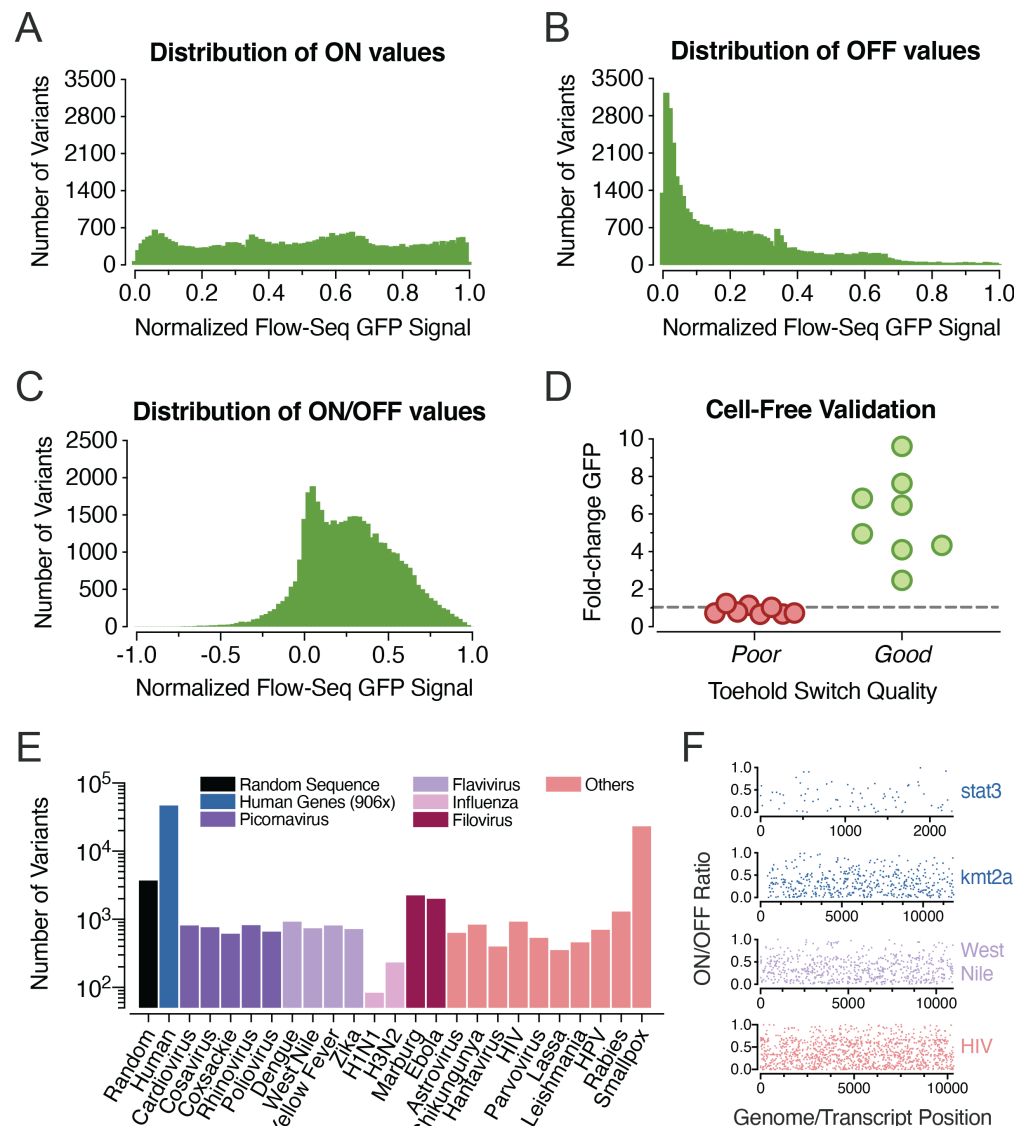 A
Distribution of ON values
Number of Variants
3500
2800
2100
1400
700
0
0.0 0.2 0.4 0.6 0.8 1.0
Normalized Flow-Seq GFP Signal
B
Distribution of OFF values
Number of Variants
3500
2800
2100
1400
700
0
0.0 0.2 0.4 0.6 0.8 1.0
Normalized Flow-Seq GFP Signal
C
Distribution of ON/OFF values
Number of Variants
2500
2000
1500
1000
500
0
-1.0 -0.5 0.0 0.5 1.0
Normalized Flow-Seq GFP Signal
D
Cell-Free Validation
Fold-change GFP
10
8
6
4
2
0
Poor Good
Toehold Switch Quality
E
Number of Variants
10⁵
10⁴
10³
10²
Random Sequence
Human Genes (906x)
Picornavirus
Flavivirus
Influenza
Filovirus
Others
Random
Human
Cardiovirus
Cosavirus
Coxsackie
Rhinovirus
Poliovirus
Dengue
West Nile
Yellow Fever
Zika
H1N1
H3N2
Marburg
Ebola
Astrovirus
Chikungunya
Hantavirus
HIV
Parvovirus
Lassa
Leishmania
HPV
Rabies
Smallpox
F
ON/OFF Ratio
1.0
0.5
0.0
0 1000 2000
stat3
1.0
0.5
0.0
0 5000 10000
kmt2a
1.0
0.5
0.0
0 5000 10000
West
Nile
1.0
0.5
0.0
0 5000 10000
HIV
Genome/Transcript Position